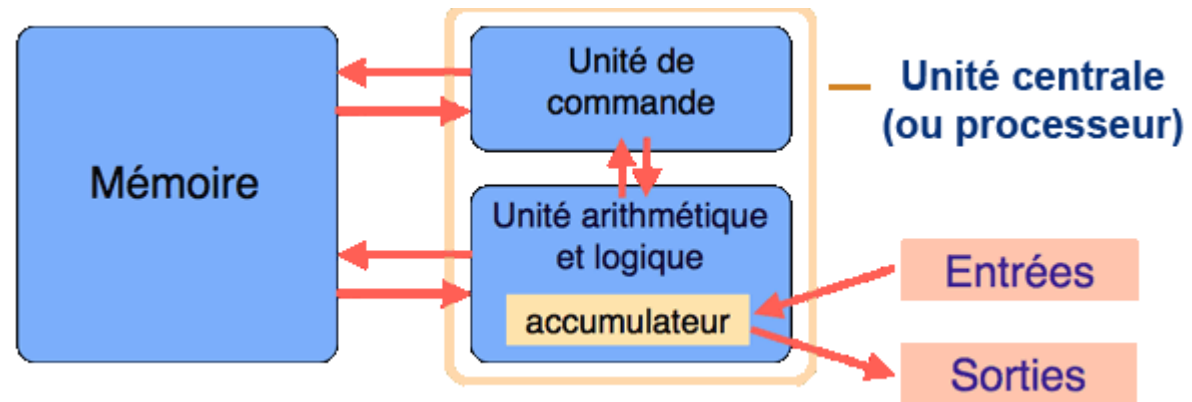 Mémoire
Unité de
commande
Unité arithmétique
et logique
accumulateur
Unité centrale
(ou processeur)
Entrées
Sorties